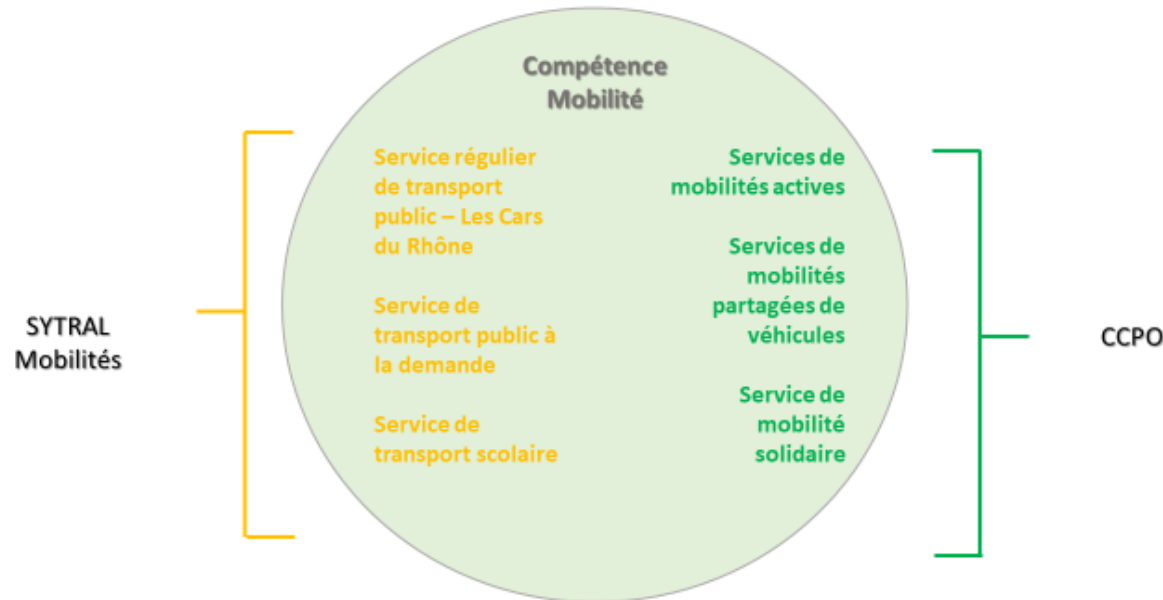 Compétence
Mobilité
SYTRAL
Mobilités
Service régulier
de transport
public – Les Cars
du Rhône
Service de
transport public à
la demande
Service de
transport scolaire
Services de
mobilités actives
Services de
mobilités
partagées de
véhicules
Service de
mobilité
solidaire
CCPO